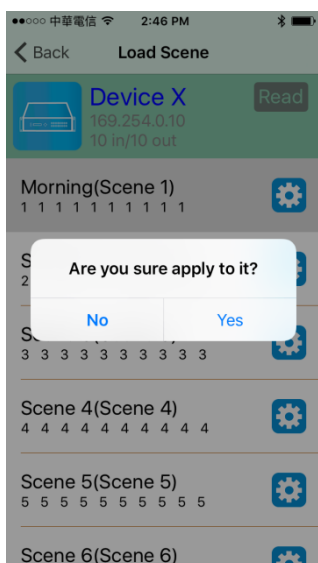 中華電信 2:46 PM
Back Load Scene
Device X
Read
169.254.0.10
10 in/10 out
Morning(Scene 1)
1 1 1 1 1 1 1 1 1 1
S
2
Are you sure apply to it?
No Yes
3 3 3 3 3 3 3 3 3 3
Scene 4(Scene 4)
4 4 4 4 4 4 4 4 4 4
Scene 5(Scene 5)
5 5 5 5 5 5 5 5 5 5
Scene 6(Scene 6)